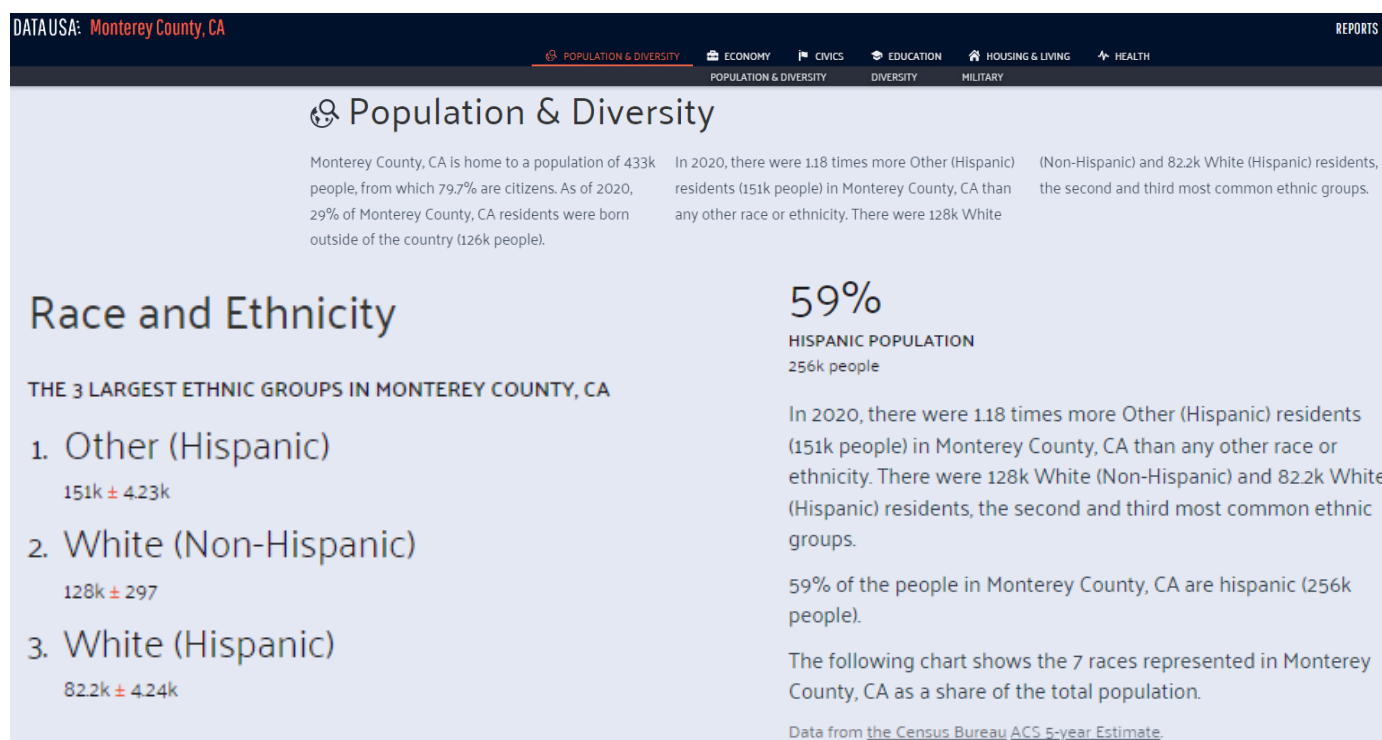 DATAUSA: Monterey County, CA
REPORTS
POPULATION & DIVERSITY
ECONOMY
CIVICS
EDUCATION
HOUSING & LIVING
HEALTH
POPULATION & DIVERSITY
DIVERSITY
MILITARY
Population & Diversity
Monterey County, CA is home to a population of 433k
people, from which 79.7% are citizens. As of 2020,
29% of Monterey County, CA residents were born
outside of the country (126k people).
In 2020, there were 1.18 times more Other (Hispanic)
residents (151k people) in Monterey County, CA than
any other race or ethnicity. There were 128k White
(Non-Hispanic) and 82.2k White (Hispanic) residents,
the second and third most common ethnic groups.
Race and Ethnicity
THE 3 LARGEST ETHNIC GROUPS IN MONTEREY COUNTY, CA
1. Other (Hispanic)
151k ± 4.23k
2. White (Non-Hispanic)
128k ± 297
3. White (Hispanic)
82.2k ± 4.24k
59%
HISPANIC POPULATION
256k people
In 2020, there were 1.18 times more Other (Hispanic) residents
(151k people) in Monterey County, CA than any other race or
ethnicity. There were 128k White (Non-Hispanic) and 82.2k White
(Hispanic) residents, the second and third most common ethnic
groups.
59% of the people in Monterey County, CA are hispanic (256k
people).
The following chart shows the 7 races represented in Monterey
County, CA as a share of the total population.
Data from the Census Bureau ACS 5-year Estimate.